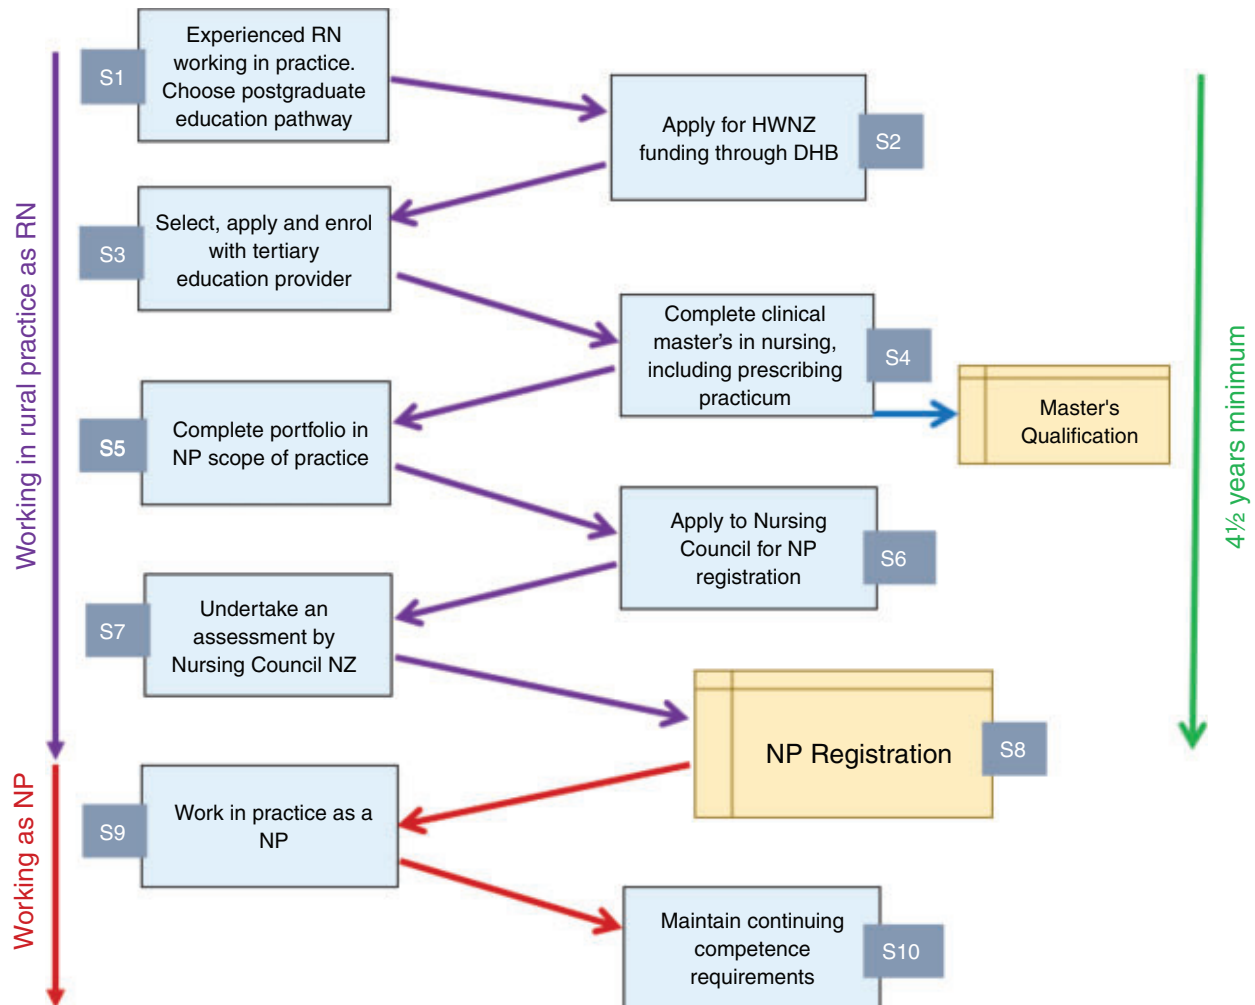 Experienced RN
working in practice.
Choose postgraduate
education pathway
S1
Apply for HWNZ
funding through DHB
S2
Select, apply and enrol
with tertiary
education provider
S3
Complete clinical
master's in nursing,
including prescribing
practicum
S4
Master's
Qualification
Complete portfolio in
NP scope of practice
S5
Apply to Nursing
Council for NP
registration
S6
Undertake an
assessment by
Nursing Council NZ
S7
NP Registration
S8
Work in practice as a
NP
S9
Maintain continuing
competence
requirements
S10
Working in rural practice as RN
Working as NP
4½ years minimum